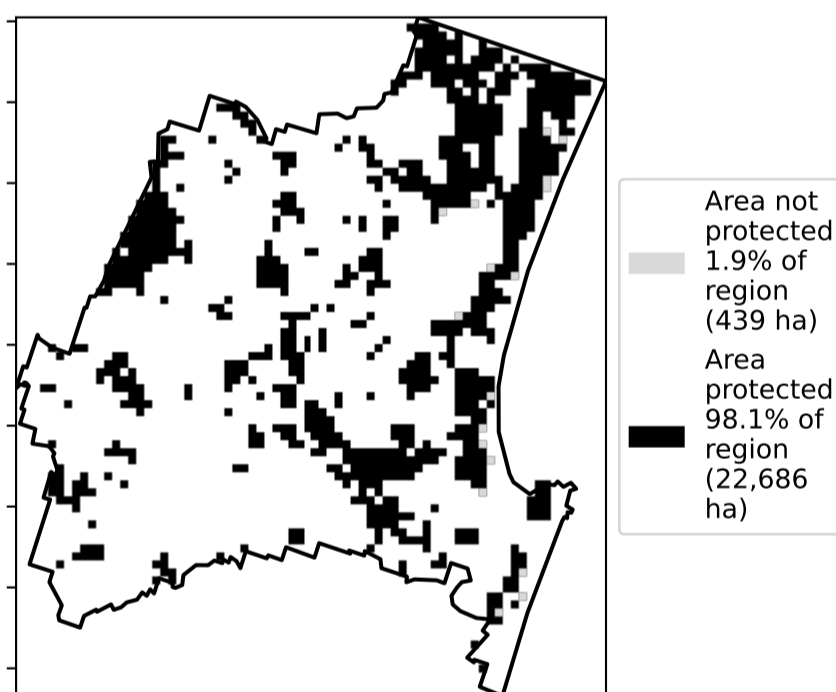 Area not
protected
1.9% of
region
(439 ha)
Area
protected
98.1% of
region
(22,686
ha)